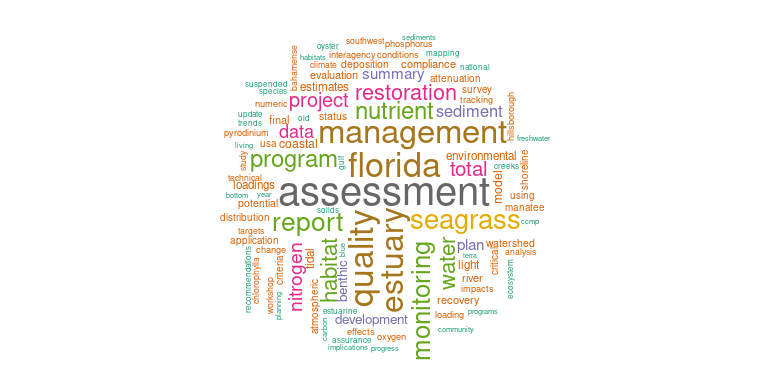 sediments
southwest
oyster
phosphorus
habitats
interagency
conditions
mapping
bahamense
climate
deposition
compliance
national
evaluation
summary
attenuation
suspended
species
estimates
restoration
survey
numeric
project
nutrient
sediment
tracking
update
final
old
status
management
hillsborough
trends
data
pyrodinium
usa
coastal
freshwater
living
study
program
gulf
florida
environmental
total
creeks
shoreline
technical
loadings
model
bottom
year
assessment
using
potential
manatee
distribution
solids
report
quality
estuary
seagrass
ccmp
targets
application
change
nitrogen
tidal
habitat
blue
benthic
monitoring
water
plan
watershed
terra
critical
analysis
recommendations
chlorophylla
criteria
light
ecosystem
workshop
planning
atmospheric
river
impacts
recovery
estuarine
carbon
development
loading
programs
effects
community
assurance
oxygen
implications
progress